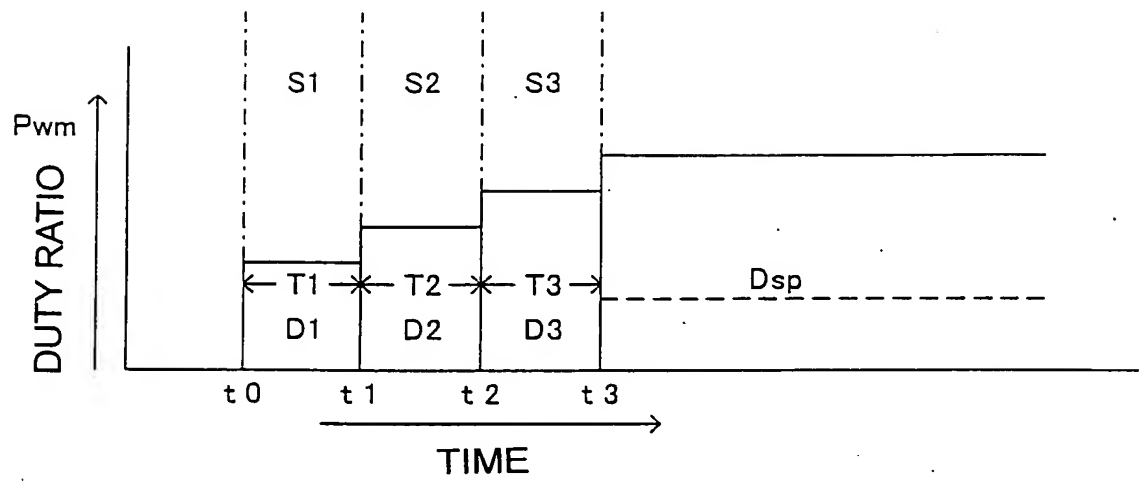 S1 S2 S3
Pwm
DUTY RATIO
T1 T2 T3
Dsp
D1 D2 D3
t0 t1 t2 t3
TIME